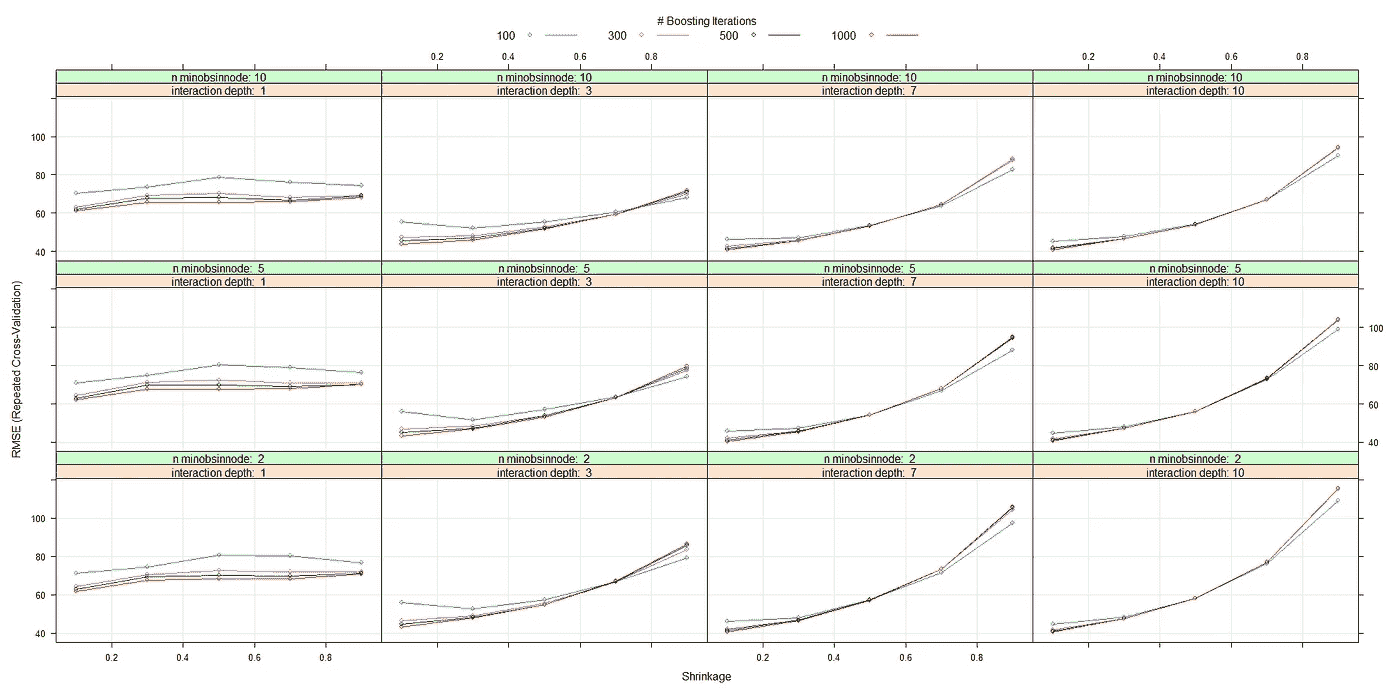 # Boosting Iterations
100 300 500 1000
0.2 0.4 0.6 0.8 0.2 0.4 0.6 0.8
n minobsinnode: 10 n minobsinnode: 10 n minobsinnode: 10 n minobsinnode: 10
interaction depth: 1 interaction depth: 3 interaction depth: 7 interaction depth: 10
100
80
60
40
n minobsinnode: 5 n minobsinnode: 5 n minobsinnode: 5 n minobsinnode: 5
interaction depth: 1 interaction depth: 3 interaction depth: 7 interaction depth: 10
100
80
60
40
RMSE (Repeated Cross-Validation)
n minobsinnode: 2 n minobsinnode: 2 n minobsinnode: 2 n minobsinnode: 2
interaction depth: 1 interaction depth: 3 interaction depth: 7 interaction depth: 10
100
80
60
40
0.2 0.4 0.6 0.8 0.2 0.4 0.6 0.8
Shrinkage